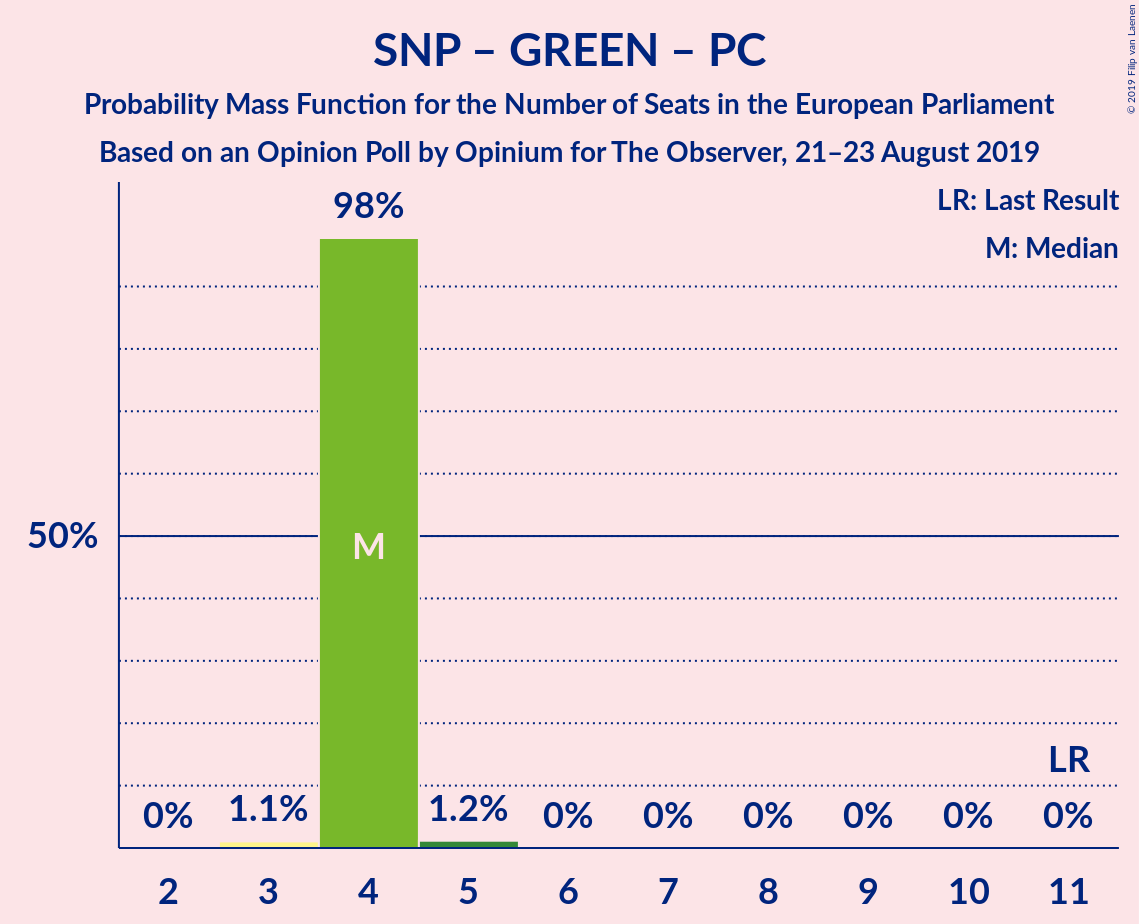 SNP – GREEN – PC
Probability Mass Function for the Number of Seats in the European Parliament
Based on an Opinion Poll by Opinium for The Observer, 21–23 August 2019
© 2019 Filip van Laenen
LR: Last Result
M: Median
98%
50%
M
LR
0% 1.1% 1.2% 0% 0% 0% 0% 0% 0%
2 3 4 5 6 7 8 9 10 11